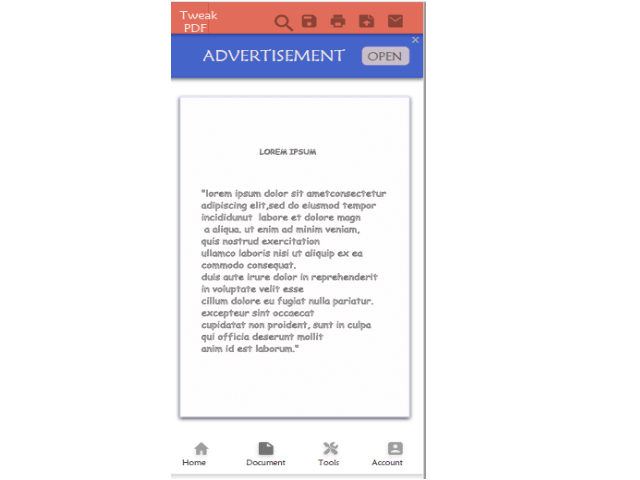 Tweak
PDF
×
ADVERTISEMENT
OPEN
LOREM IPSUM
"lorem ipsum dolor sit ametconsectetur
adipiscing elit,sed do eiusmod tempor
incididunut labore et dolore magn
a aliqua. ut enim ad minim veniam,
quis nostrud exercitation
ullamco laboris nisi ut aliquip ex ea
commodo consequat.
duis aute irure dolor in reprehenderit
in voluptate velit esse
cillum dolore eu fugiat nulla pariatur.
excepteur sint occaecat
cupidatat non proident, sunt in culpa
qui officia deserunt mollit
anim id est laborum."
Home
Document
Tools
Account